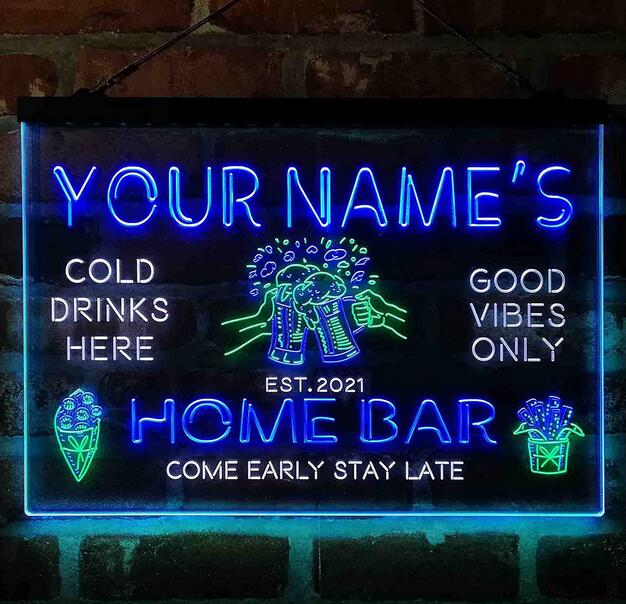 YOUR NAME'S
COLD
DRINKS
HERE
GOOD
VIBES
ONLY
EST. 2021
HOME BAR
COME EARLY STAY LATE